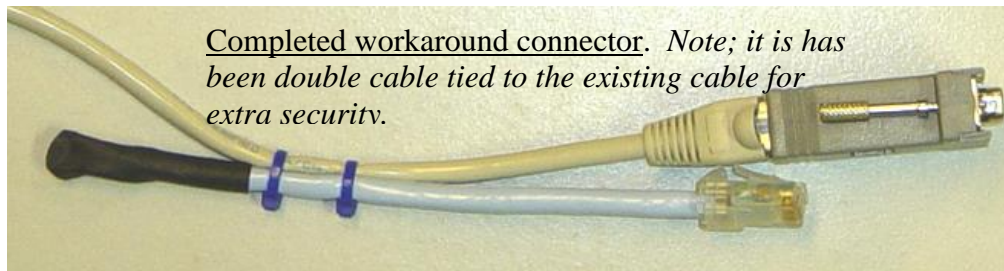 Completed workaround connector. Note; it is has
been double cable tied to the existing cable for
extra security.